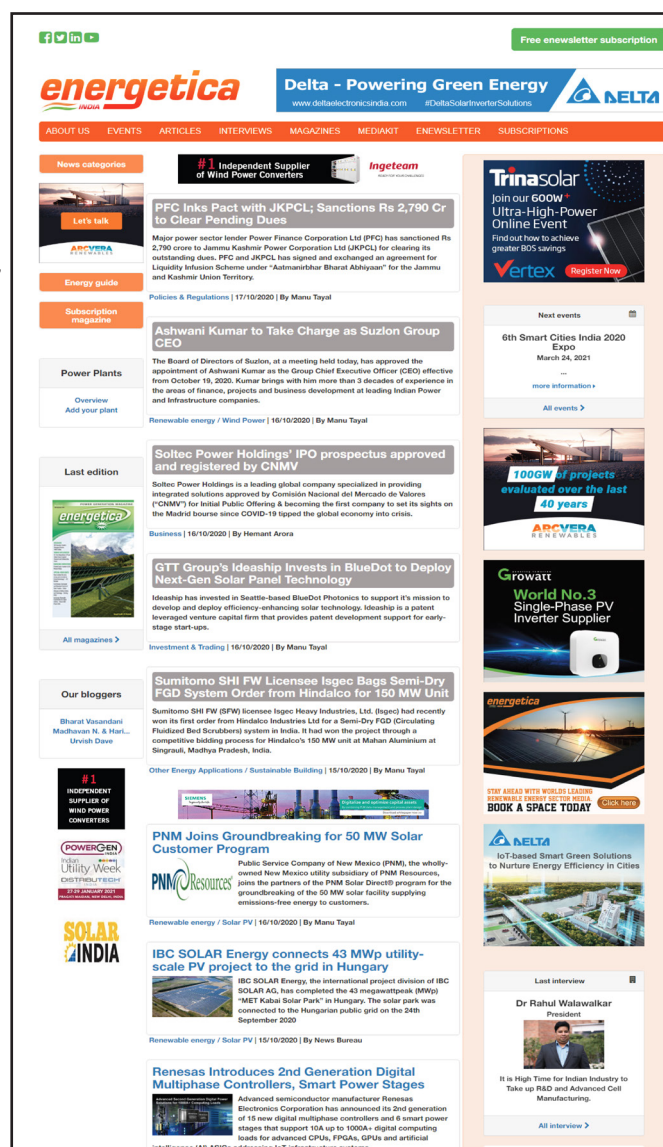 Free enewsletter subscription
energetica
INDIA
Delta - Powering Green Energy
www.deltaelectronicsindia.com #DeltaSolarInverterSolutions
DELTA
ABOUT US EVENTS ARTICLES INTERVIEWS MAGAZINES MEDIAKIT ENEWSLETTER SUBSCRIPTIONS
News categories
Let's talk
ARCVERA
RENEWABLES
Energy guide
Subscription
magazine
Power Plants
Overview
Add your plant
Last edition
energetica
All magazines >
Our bloggers
Bharat Vasandani
Madhavan N. & Hari...
Urvish Dave
#1
INDEPENDENT
SUPPLIER OF
WIND POWER
CONVERTERS
POWERGEN
INDIA
Indian
Utility Week
DISTRIBUTECH
INDIA
27-29 JANUARY 2021
PRAGATI MAIDAN, NEW DELHI, INDIA
SOLAR
INDIA
#1 Independent Supplier
of Wind Power Converters
Ingeteam
READY FOR YOUR CHALLENGES
PFC Inks Pact with JKPCL; Sanctions Rs 2,790 Cr
to Clear Pending Dues
Major power sector lender Power Finance Corporation Ltd (PFC) has sanctioned Rs
2,790 crore to Jammu Kashmir Power Corporation Ltd (JKPCL) for clearing its
outstanding dues. PFC and JKPCL has signed and exchanged an agreement for
Liquidity Infusion Scheme under “Aatmanirbhar Bharat Abhiyaan” for the Jammu
and Kashmir Union Territory.
Policies & Regulations | 17/10/2020 | By Manu Tayal
Ashwani Kumar to Take Charge as Suzlon Group
CEO
The Board of Directors of Suzlon, at a meeting held today, has approved the
appointment of Ashwani Kumar as the Group Chief Executive Officer (CEO) effective
from October 19, 2020. Kumar brings with him more than 3 decades of experience in
the areas of finance, projects and business development at leading Indian Power
and Infrastructure companies.
Renewable energy / Wind Power | 16/10/2020 | By Manu Tayal
Soltec Power Holdings' IPO prospectus approved
and registered by CNMV
Soltec Power Holdings is a leading global company specialized in providing
integrated solutions approved by Comisión Nacional del Mercado de Valores
(“CNMV”) for Initial Public Offering & becoming the first company to set its sights on
the Madrid bourse since COVID-19 tipped the global economy into crisis.
Business | 16/10/2020 | By Hemant Arora
GTT Group's Ideaship Invests in BlueDot to Deploy
Next-Gen Solar Panel Technology
Ideaship has invested in Seattle-based BlueDot Photonics to support it's mission to
develop and deploy efficiency-enhancing solar technology. Ideaship is a patent
leveraged venture capital firm that provides patent development support for early-
stage start-ups.
Investment & Trading | 16/10/2020 | By Manu Tayal
Sumitomo SHI FW Licensee Isgec Bags Semi-Dry
FGD System Order from Hindalco for 150 MW Unit
Sumitomo SHI FW (SFW) licensee Isgec Heavy Industries, Ltd. (Isgec) had recently
won its first order from Hindalco Industries Ltd for a Semi-Dry FGD (Circulating
Fluidized Bed Scrubbers) system in India. It had won the project through a
competitive bidding process for Hindalco's 150 MW unit at Mahan Aluminium at
Singrauli, Madhya Pradesh, India.
Other Energy Applications / Sustainable Building | 15/10/2020 | By Manu Tayal
SIEMENS
Digitalize and optimize capital assets.
PNM Joins Groundbreaking for 50 MW Solar
Customer Program
PNM Resources
Public Service Company of New Mexico (PNM), the wholly-
owned New Mexico utility subsidiary of PNM Resources,
joins the partners of the PNM Solar Direct® program for the
groundbreaking of the 50 MW solar facility supplying
emissions-free energy to customers.
Renewable energy / Solar PV | 16/10/2020 | By Manu Tayal
IBC SOLAR Energy connects 43 MWp utility-
scale PV project to the grid in Hungary
IBC SOLAR Energy, the international project division of IBC
SOLAR AG, has completed the 43 megawattpeak (MWp)
“MET Kabai Solar Park” in Hungary. The solar park was
connected to the Hungarian public grid on the 24th
September 2020
Renewable energy / Solar PV | 15/10/2020 | By News Bureau
Renesas Introduces 2nd Generation Digital
Multiphase Controllers, Smart Power Stages
Advanced semiconductor manufacturer Renesas
Electronics Corporation has announced its 2nd generation
of 15 new digital multiphase controllers and 6 smart power
stages that support 10A up to 1000A+ digital computing
loads for advanced CPUs, FPGAs, GPUs and artificial
Trinasolar
Join our 600W+
Ultra-High-Power
Online Event
Find out how to achieve
greater BOS savings
Vertex
Register Now
Next events
6th Smart Cities India 2020
Expo
March 24, 2021
...
more information
All events >
100GW of projects
evaluated over the last
40 years
ARCVERA
RENEWABLES
Growatt
World No.3
Single-Phase PV
Inverter Supplier
energetica
STAY AHEAD WITH WORLDS LEADING
RENEWABLE ENERGY SECTOR MEDIA.
BOOK A SPACE TODAY
Click here
DELTA
IoT-based Smart Green Solutions
to Nurture Energy Efficiency in Cities
Last interview
Dr Rahul Walawalkar
President
It is High Time for Indian Industry to
Take up R&D and Advanced Cell
Manufacturing.
All interview >